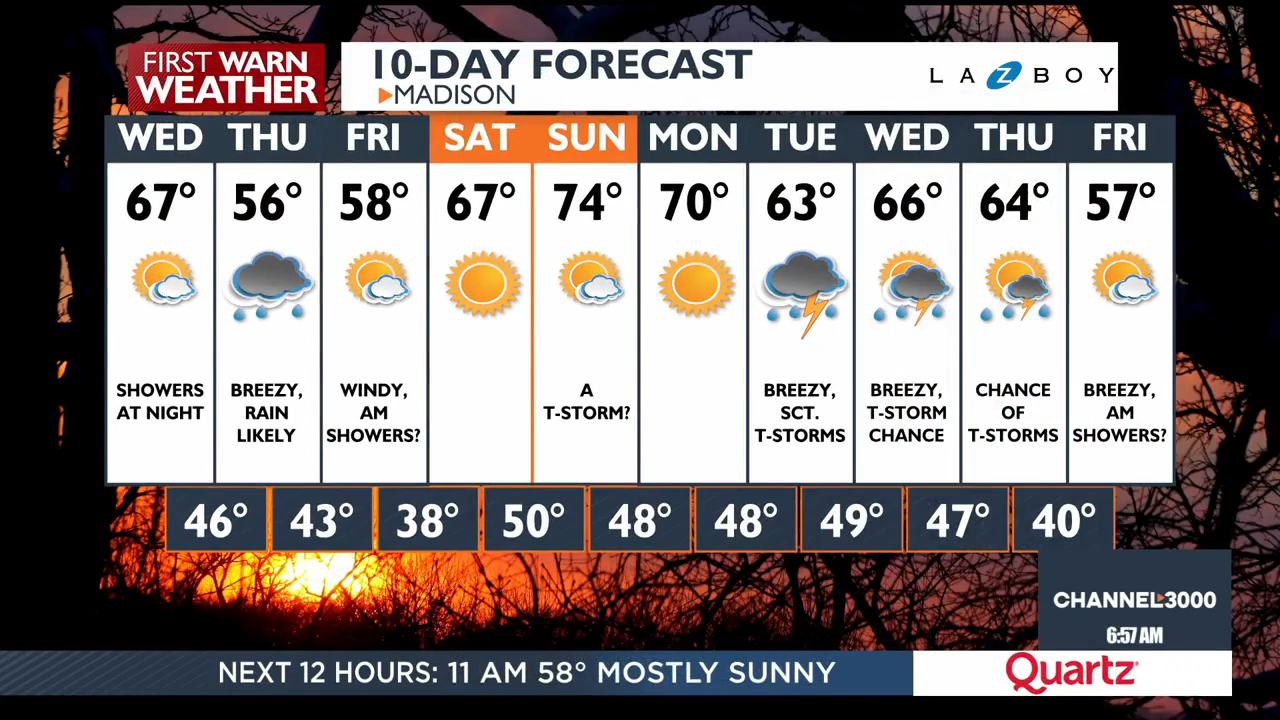 FIRST WARN
WEATHER
10-DAY FORECAST
MADISON
LAZBOY
WED THU FRI SAT SUN MON TUE WED THU FRI
67° 56° 58° 67° 74° 70° 63° 66° 64° 57°
SHOWERS
AT NIGHT
BREEZY,
RAIN
LIKELY
WINDY,
AM
SHOWERS?
A
T-STORM?
BREEZY,
SCT.
T-STORMS
BREEZY,
T-STORM
CHANCE
CHANCE
OF
T-STORMS
BREEZY,
AM
SHOWERS?
46° 43° 38° 50° 48° 48° 49° 47° 40°
CHANNEL3000
6:57 AM
NEXT 12 HOURS: 11 AM 58° MOSTLY SUNNY
Quartz